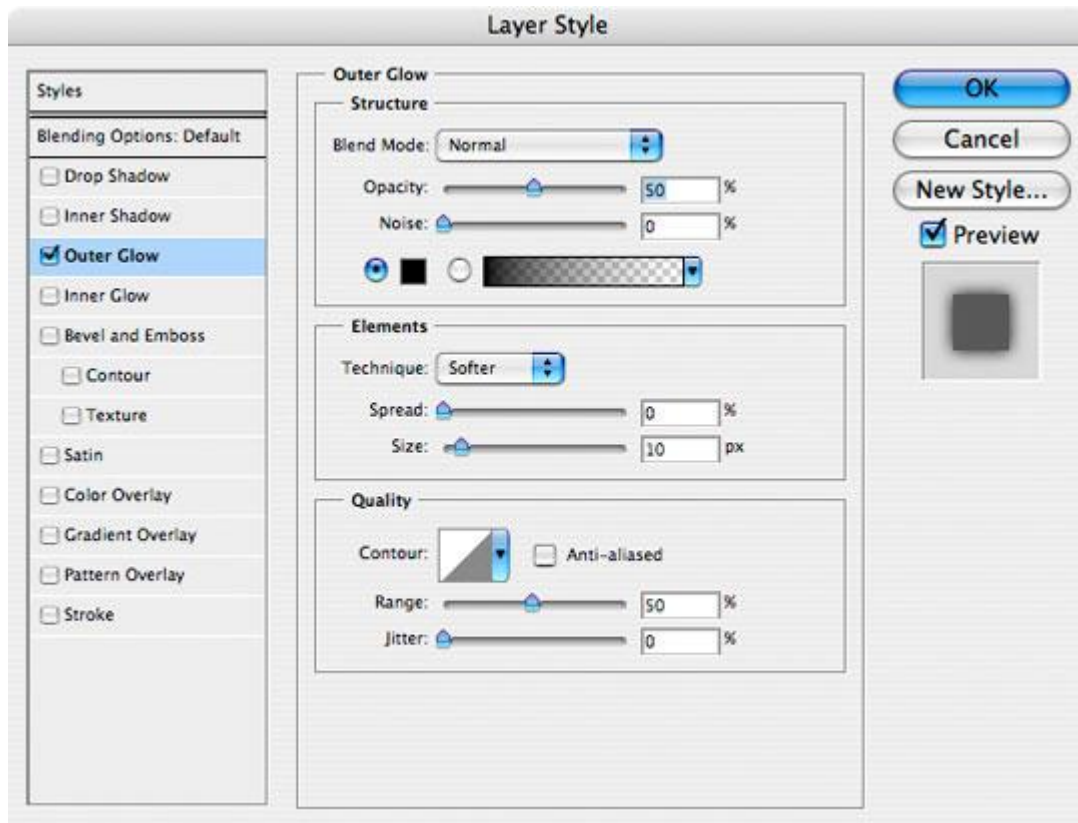 Layer Style
Styles
Blending Options: Default
Drop Shadow
Inner Shadow
Outer Glow
Inner Glow
Bevel and Emboss
Contour
Texture
Satin
Color Overlay
Gradient Overlay
Pattern Overlay
Stroke
Outer Glow
Structure
Blend Mode: Normal
Opacity: 50 %
Noise: 0 %
Elements
Technique: Softer
Spread: 0 %
Size: 10 px
Quality
Contour: Anti-aliased
Range: 50 %
Jitter: 0 %
OK
Cancel
New Style...
Preview